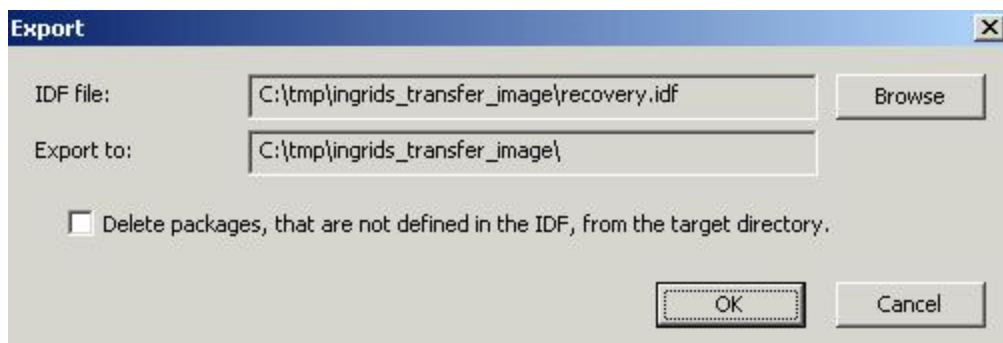 Export
IDF file: C:\tmp\ingrids_transfer_image\recovery.idf Browse
Export to: C:\tmp\ingrids_transfer_image\
Delete packages, that are not defined in the IDF, from the target directory.
OK Cancel